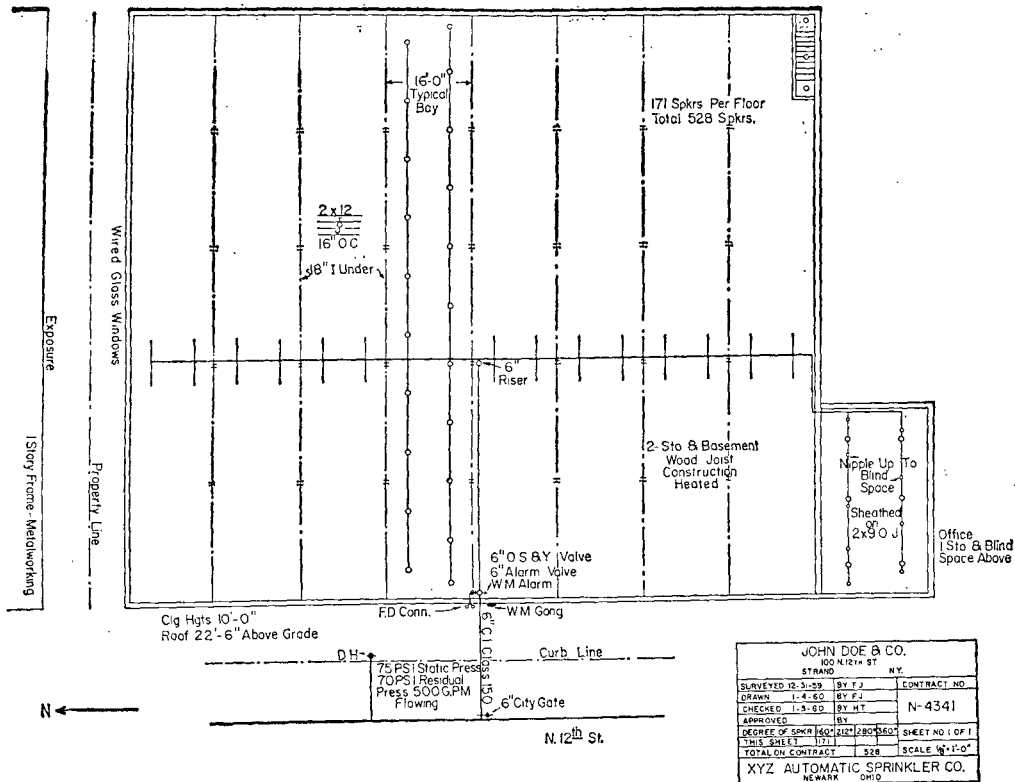 16'-0"
Typical
Bay
171 Spkrs Per Floor
Total 528 Spkrs.
2 x 12
J
16" O C
18" I Under
Wired Glass Windows
Exposure
1 Story Frame - Metalworking
Property Line
6"
Riser
2-Sto & Basement
Wood Joist
Construction
Heated
Nipple Up To
Blind
Space
Sheathed
on
2x9 O J
Office
1 Sto & Blind
Space Above
6" O S & Y Valve
6" Alarm Valve
W M Alarm
F.D Conn.
W M Gong
Clg Hgts 10'-0"
Roof 22'-6" Above Grade
6" C I Class 150
D H
Curb Line
75 PSI Static Press
70 PSI Residual
Press 500 G.P.M
Flowing
6" City Gate
N
N. 12th St.
JOHN DOE & CO.
100 N. 12TH ST
STRAND N.Y.
SURVEYED 12-31-59 BY F J CONTRACT NO
DRAWN 1-4-60 BY F J
CHECKED 1-5-60 BY H T N-4341
APPROVED BY
DEGREE OF SPKR 160° 212° 280° 360° SHEET NO 1 OF 1
THIS SHEET 171
TOTAL ON CONTRACT 528 SCALE 1/8" = 1'-0"
XYZ AUTOMATIC SPRINKLER CO.
NEWARK OHIO